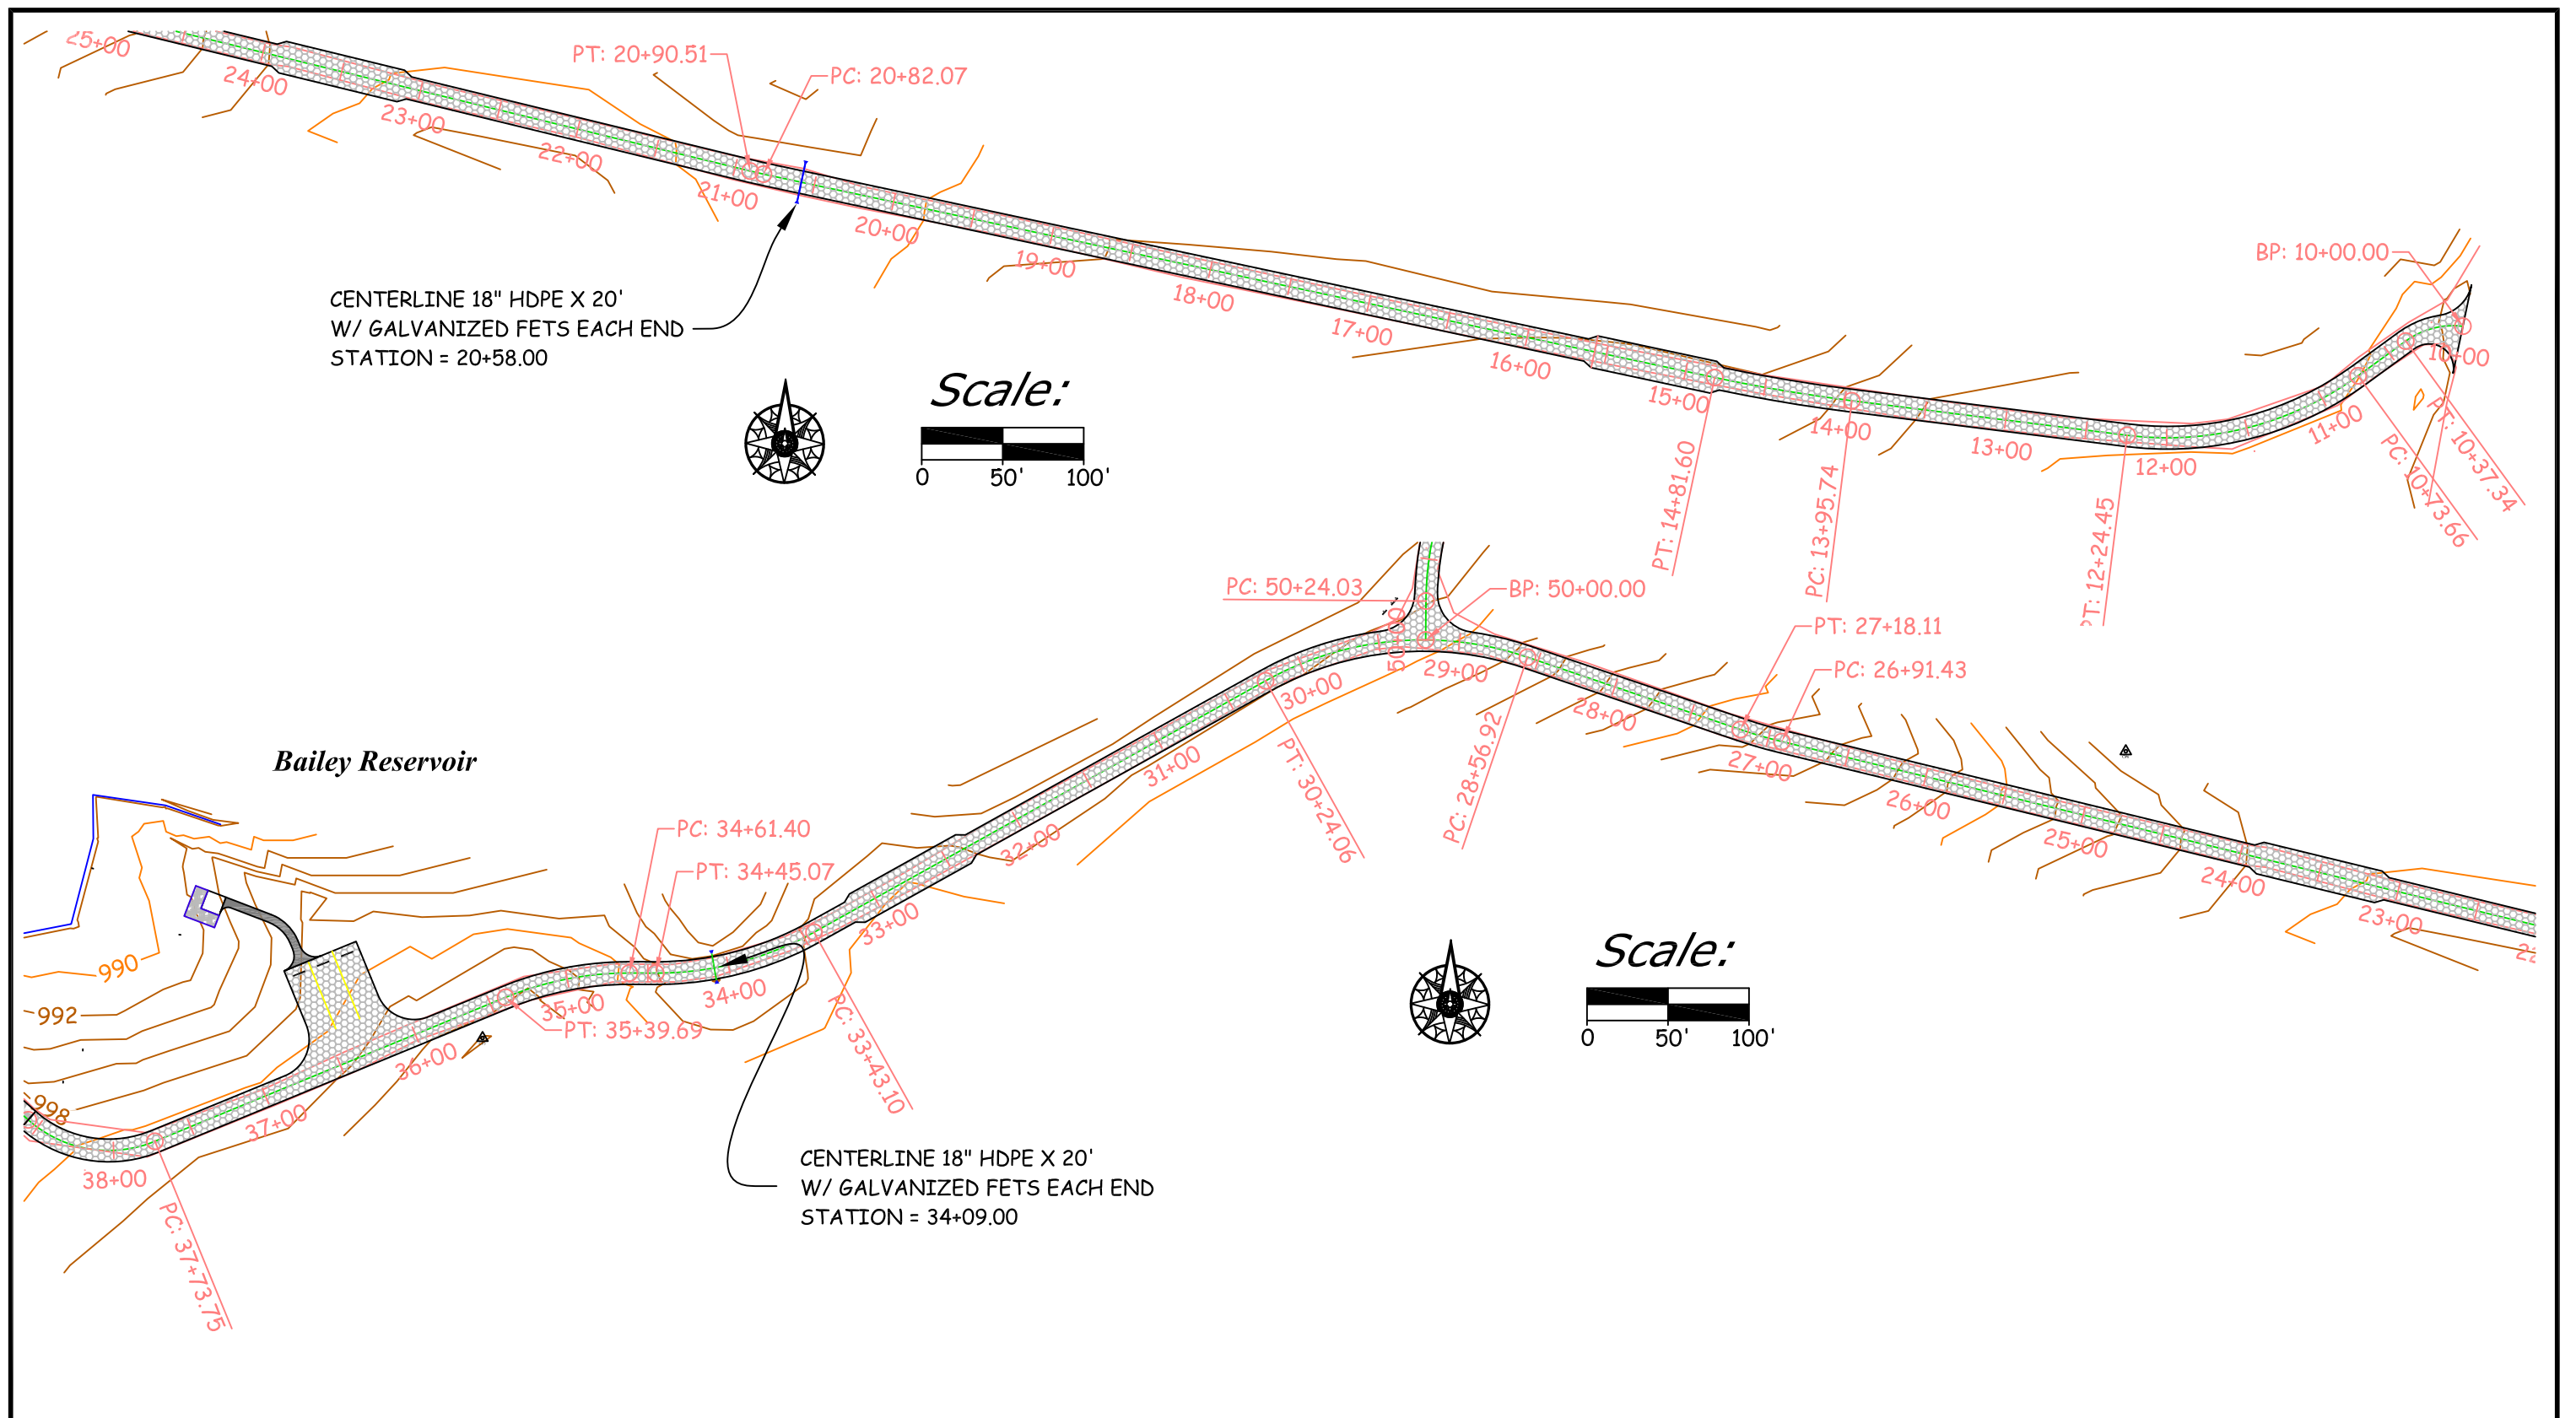 25+00
24+00
23+00
22+00
21+00
20+00
19+00
18+00
17+00
16+00
15+00
14+00
13+00
12+00
11+00
10+00
PT: 20+90.51
PC: 20+82.07
BP: 10+00.00
CENTERLINE 18" HDPE X 20'
W/ GALVANIZED FETS EACH END
STATION = 20+58.00
Scale:
0 50' 100'
PT: 14+81.60
PC: 13+95.74
PT: 12+24.45
PC: 10+73.66
PT: 10+37.34
PC: 50+24.03
BP: 50+00.00
50+00
PT: 27+18.11
PC: 26+91.43
29+00
28+00
27+00
26+00
25+00
24+00
23+00
30+00
31+00
32+00
33+00
34+00
35+00
36+00
37+00
38+00
PC: 28+56.92
PT: 30+24.06
Bailey Reservoir
PC: 34+61.40
PT: 34+45.07
PT: 35+39.69
PC: 33+43.10
PC: 37+73.75
990
992
998
Scale:
0 50' 100'
CENTERLINE 18" HDPE X 20'
W/ GALVANIZED FETS EACH END
STATION = 34+09.00